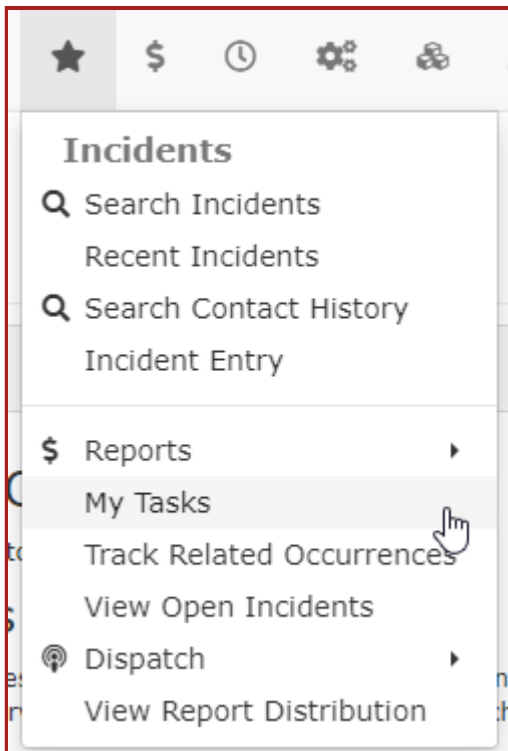 Incidents
Search Incidents
Recent Incidents
Search Contact History
Incident Entry
$ Reports
My Tasks
Track Related Occurrences
View Open Incidents
Dispatch
View Report Distribution